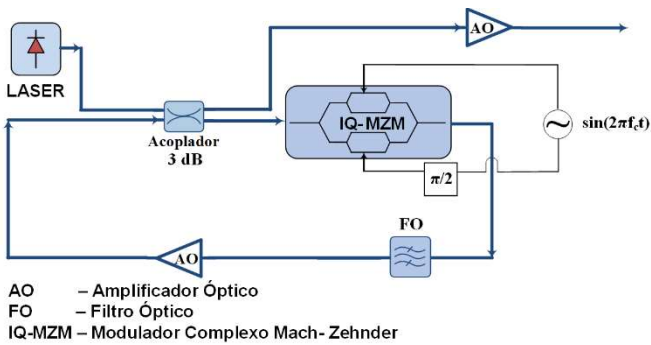 AO
LASER
IQ-MZM
sin(2πf_ct)
Acoplador
3 dB
π/2
FO
AO
AO – Amplificador Óptico
FO – Filtro Óptico
IQ-MZM – Modulador Complexo Mach- Zehnder